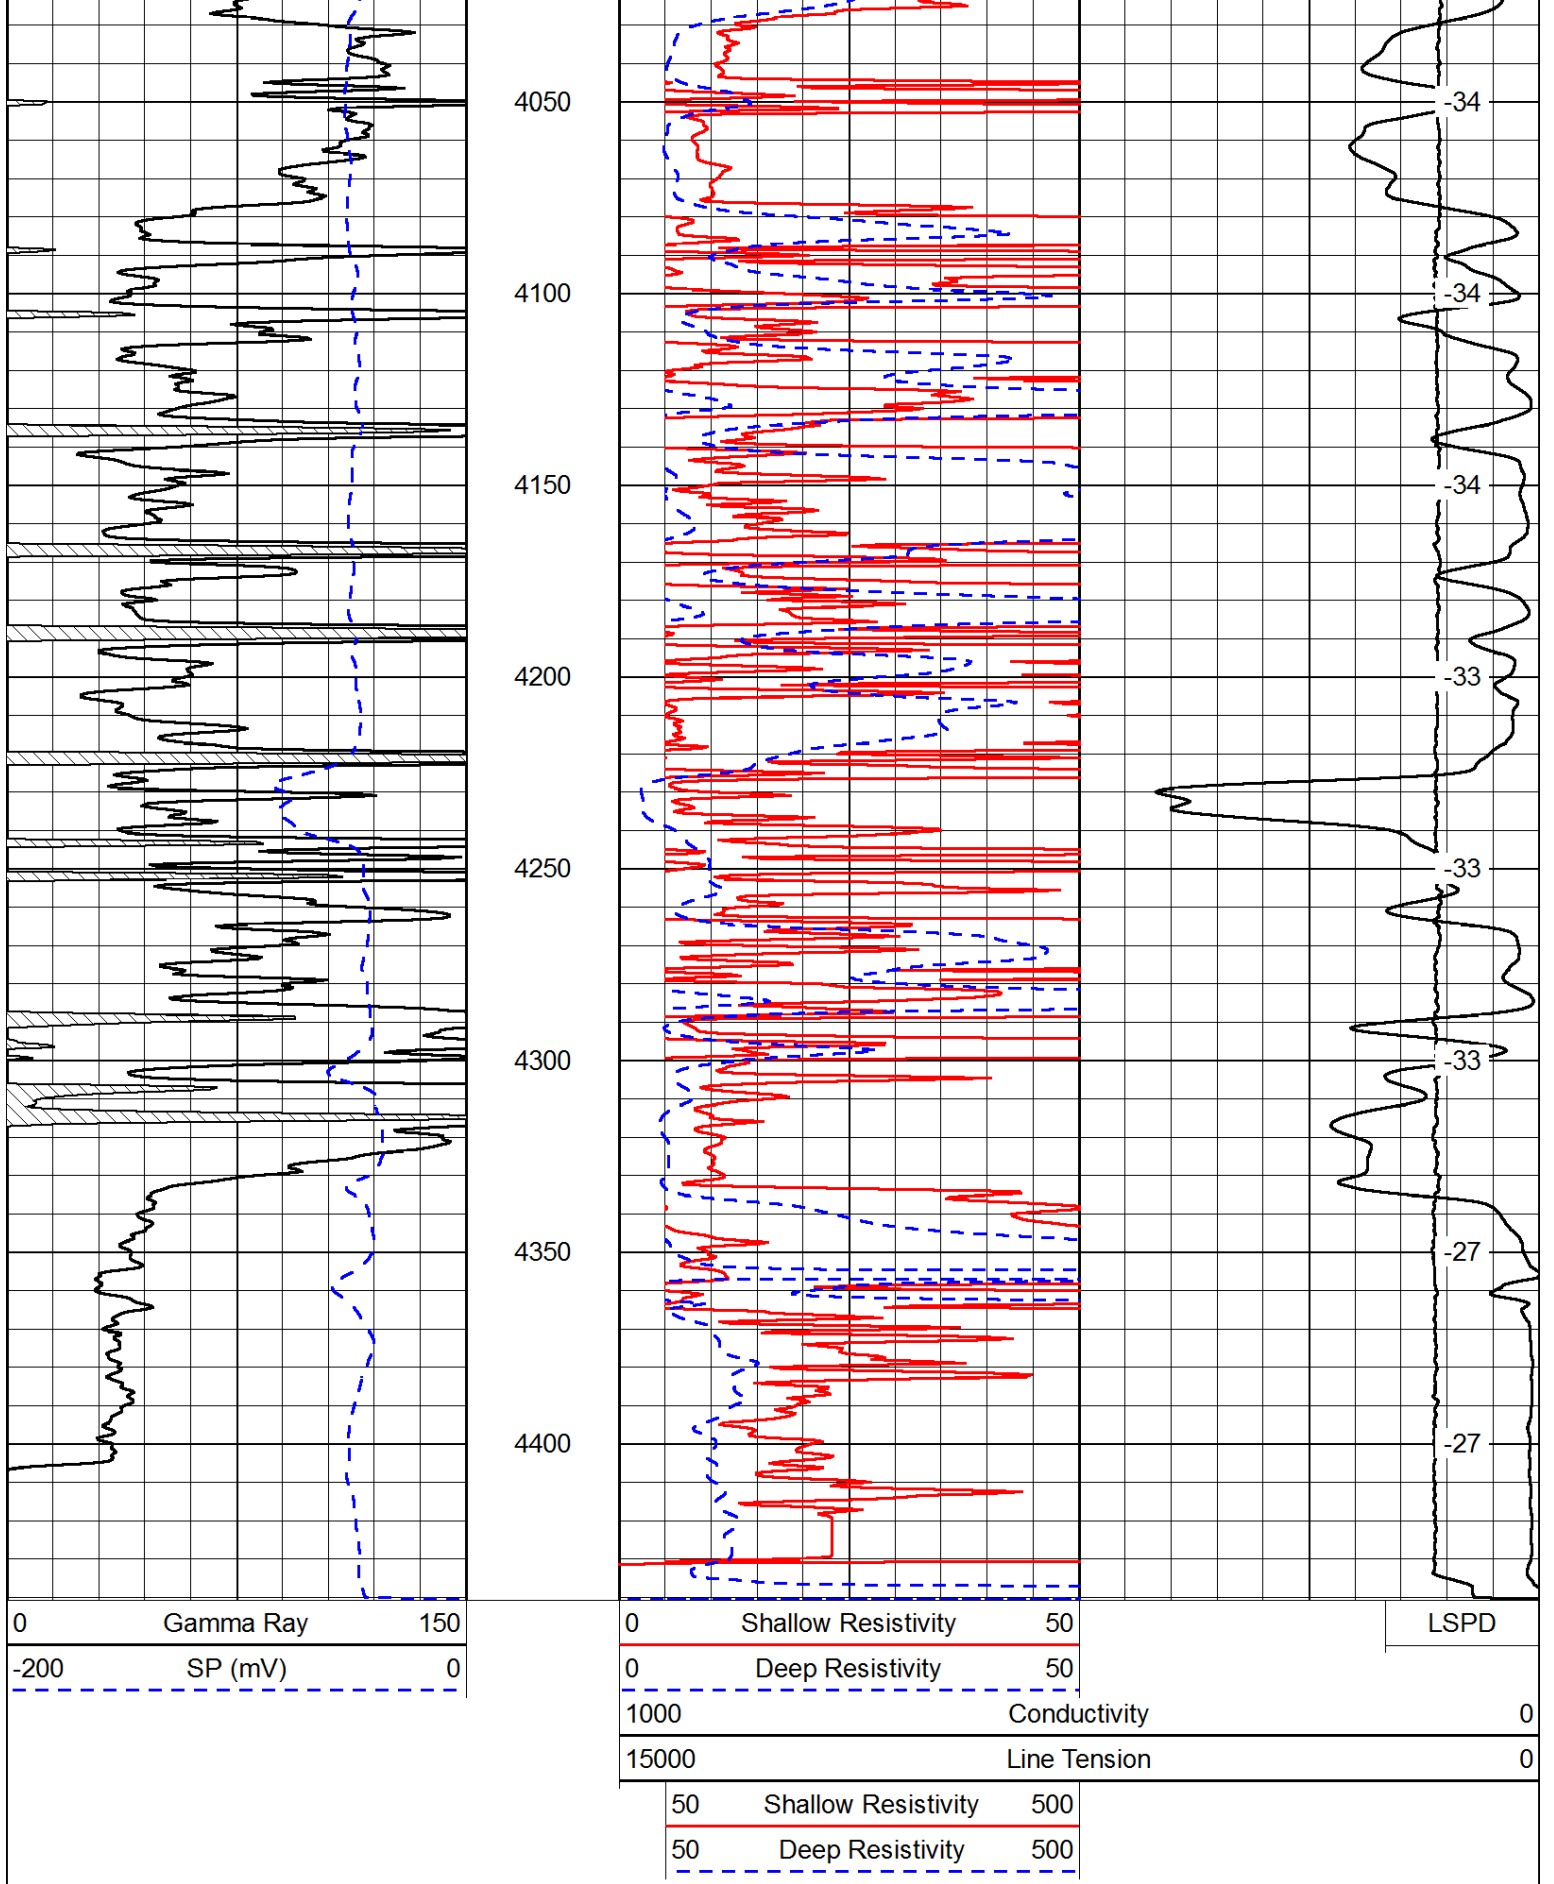 4050 -34
4100 -34
4150 -34
4200 -33
4250 -33
4300 -33
4350 -27
4400 -27
0 Gamma Ray 150 0 Shallow Resistivity 50 LSPD
-200 SP (mV) 0 0 Deep Resistivity 50
1000 Conductivity 0
15000 Line Tension 0
50 Shallow Resistivity 500
50 Deep Resistivity 500